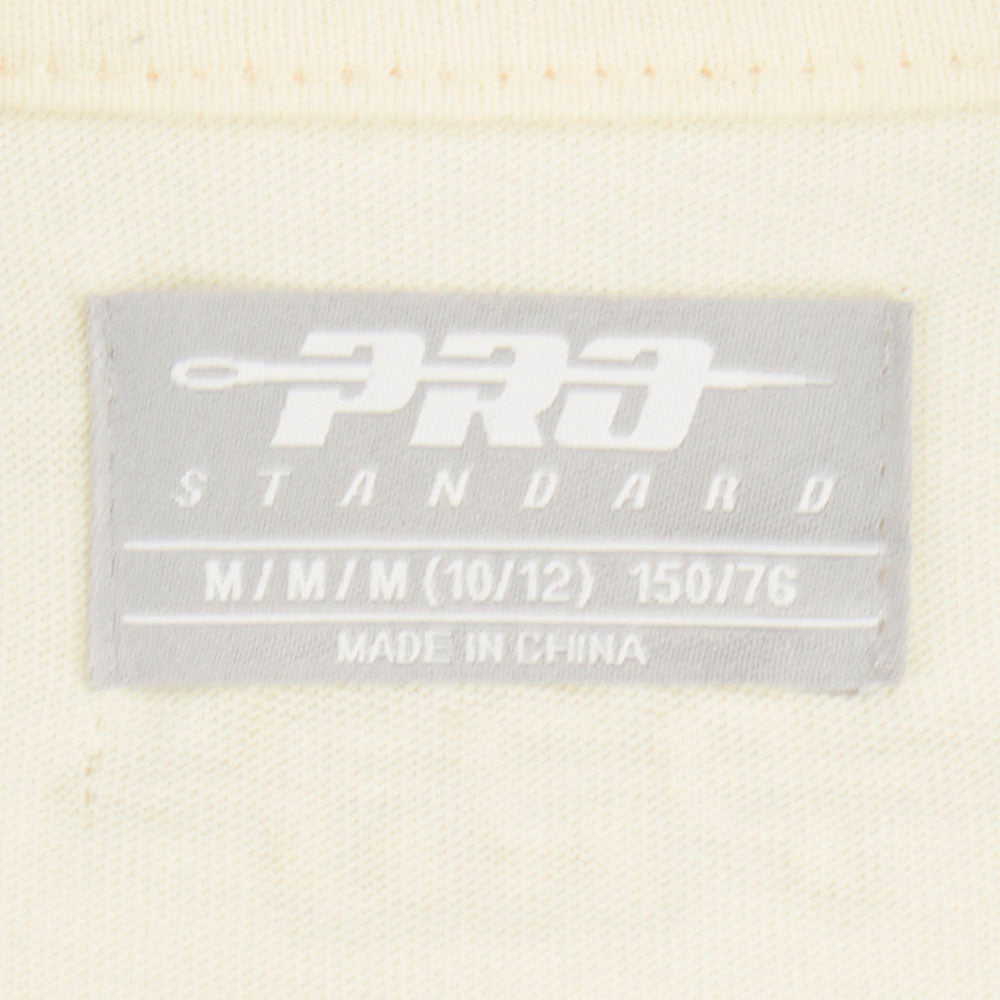 PRO
STANDARD
M/M/M (10/12) 150/76
MADE IN CHINA